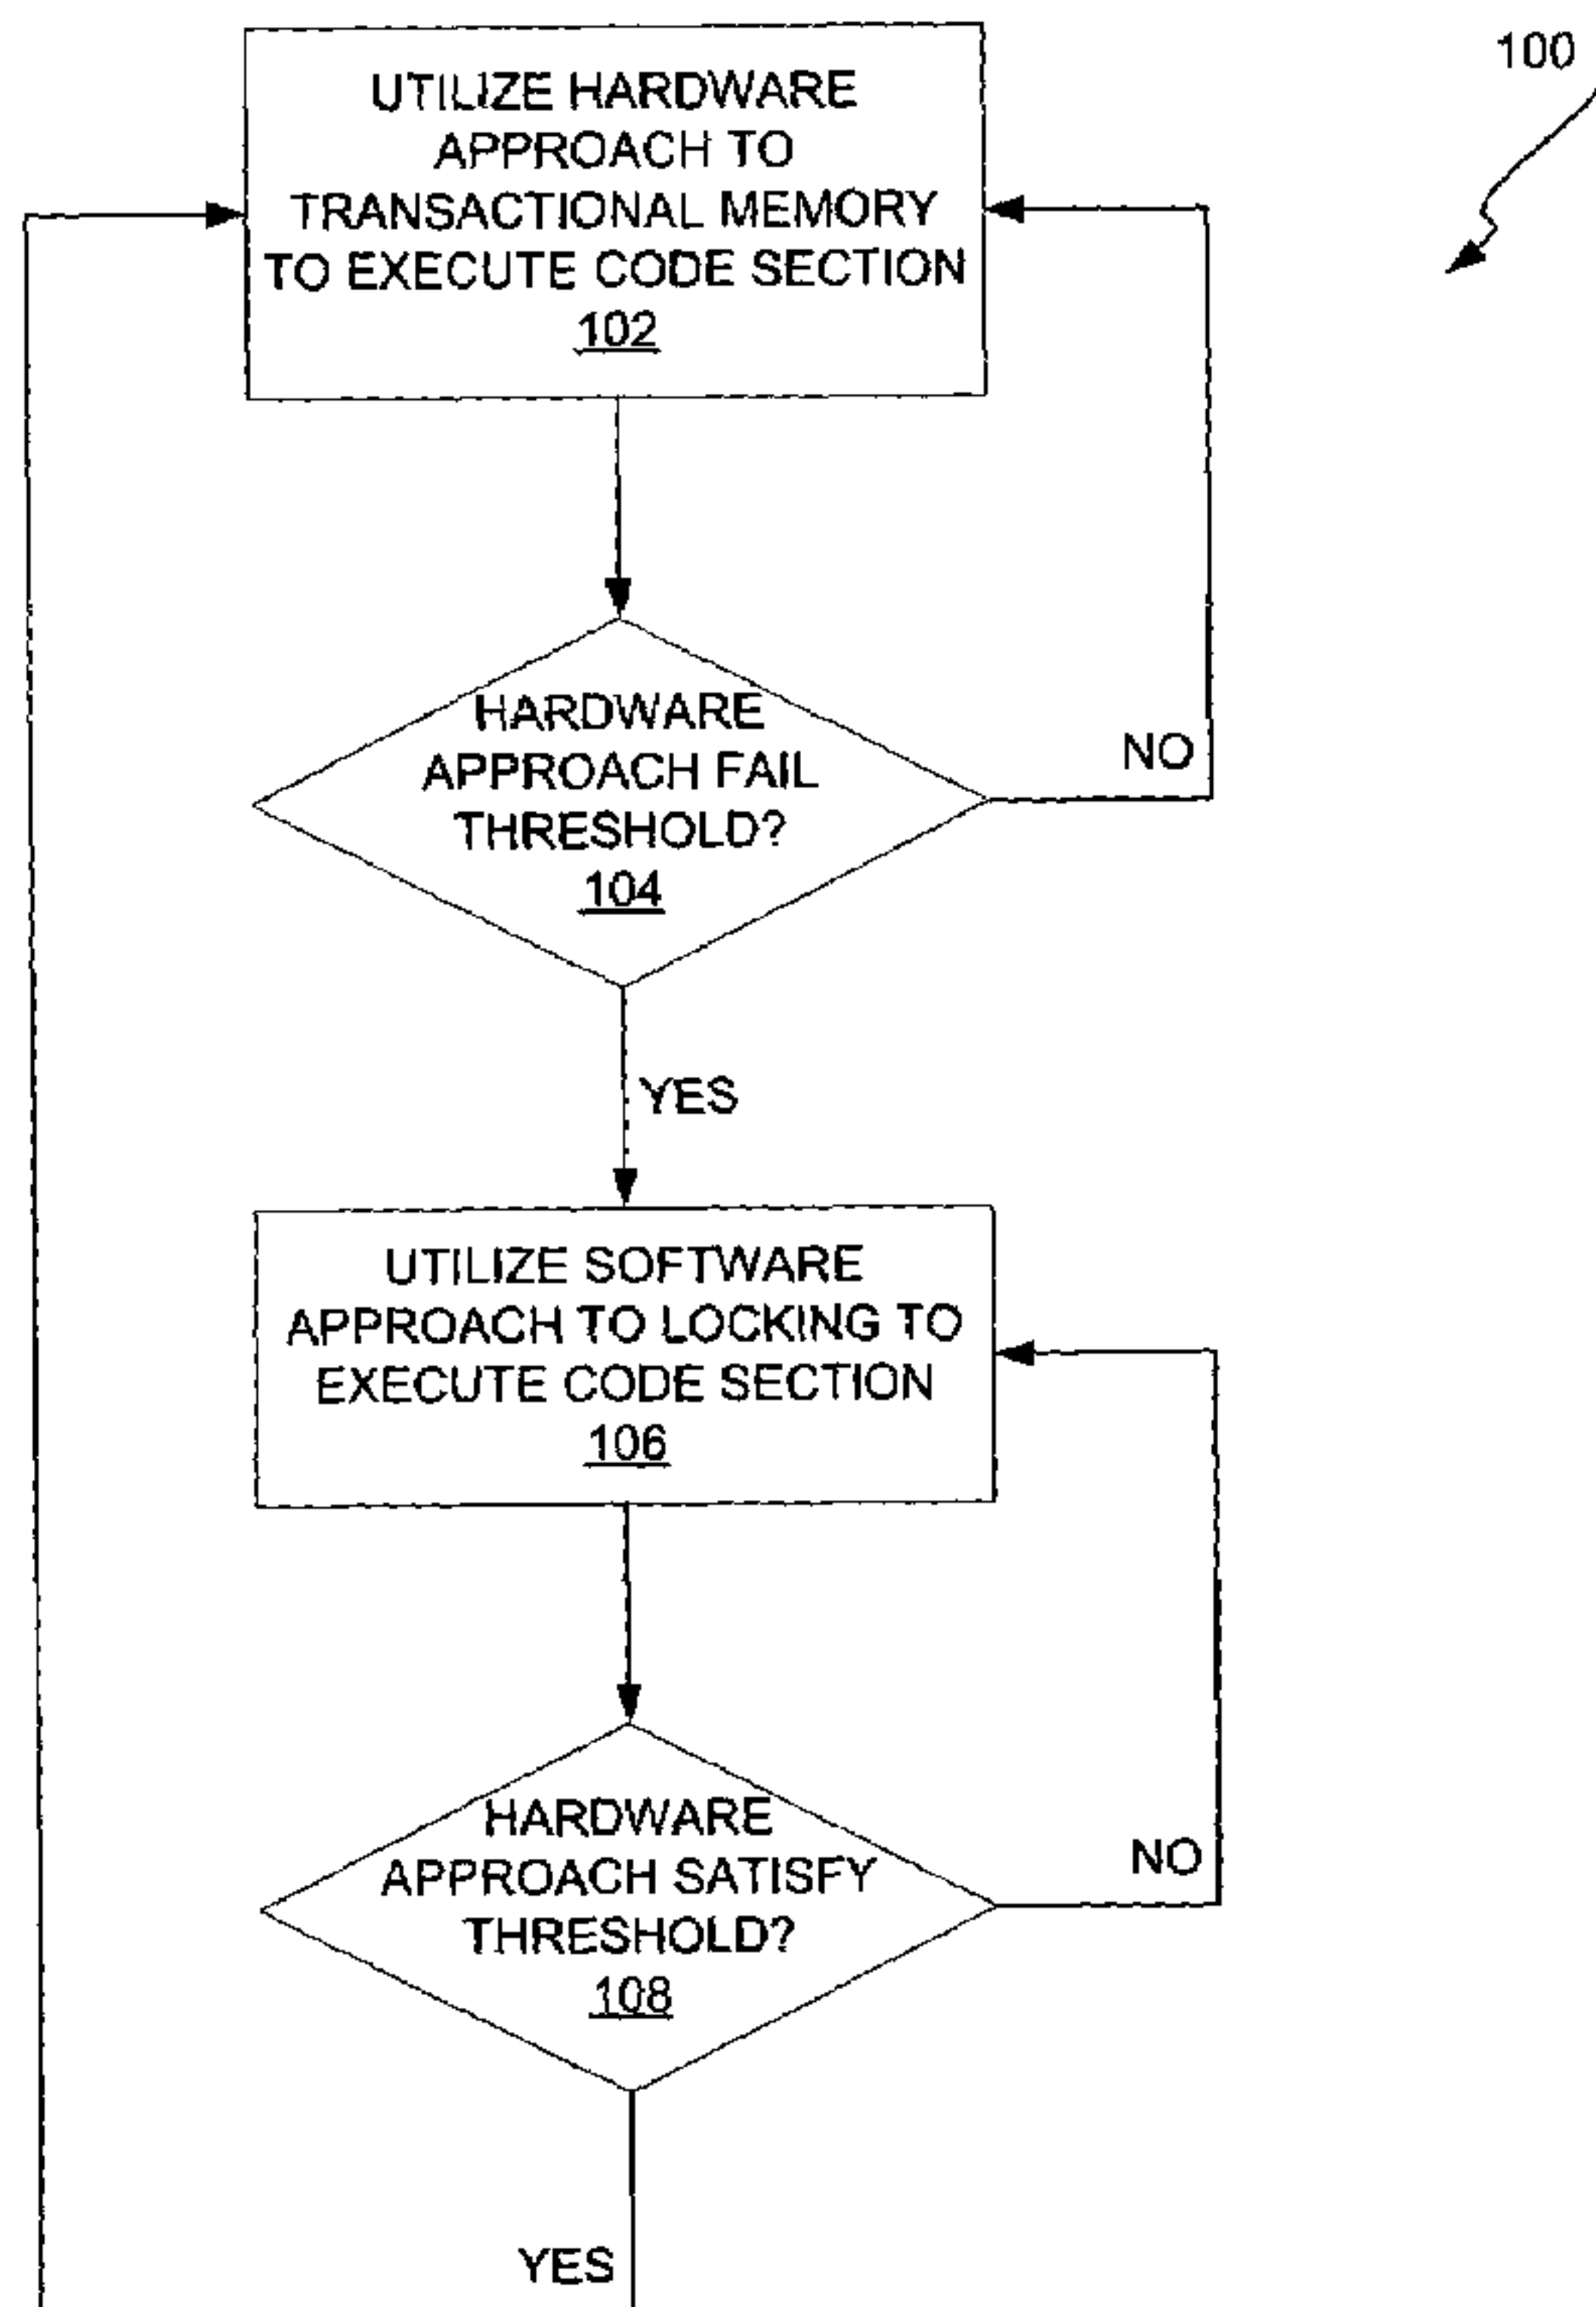 100
UTILIZE HARDWARE
APPROACH TO
TRANSACTIONAL MEMORY
TO EXECUTE CODE SECTION
102
HARDWARE
APPROACH FAIL
THRESHOLD?
104
NO
YES
UTILIZE SOFTWARE
APPROACH TO LOCKING TO
EXECUTE CODE SECTION
106
HARDWARE
APPROACH SATISFY
THRESHOLD?
108
NO
YES